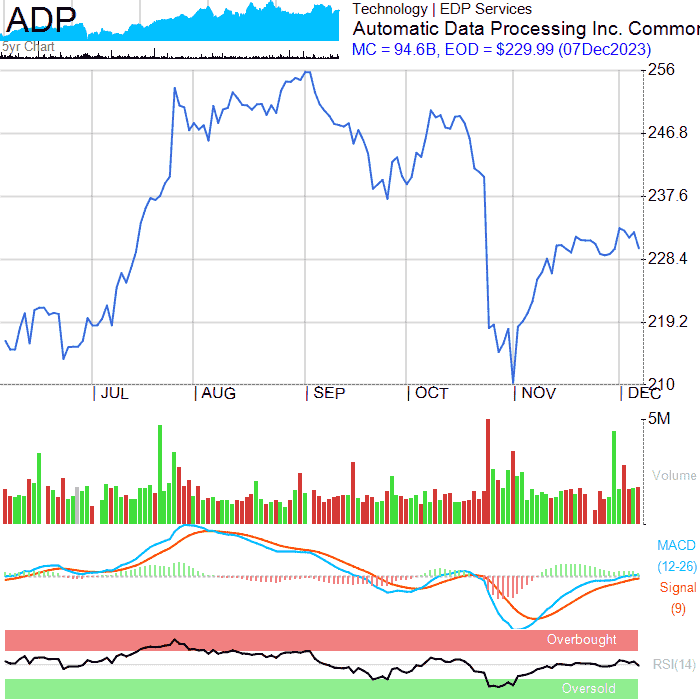 ADP
5yr Chart
Technology | EDP Services
Automatic Data Processing Inc. Common
MC = 94.6B, EOD = $229.99 (07Dec2023)
256
246.8
237.6
228.4
219.2
210
JUL AUG SEP OCT NOV DEC
5M
Volume
MACD
(12-26)
Signal
(9)
Overbought
RSI(14)
Oversold